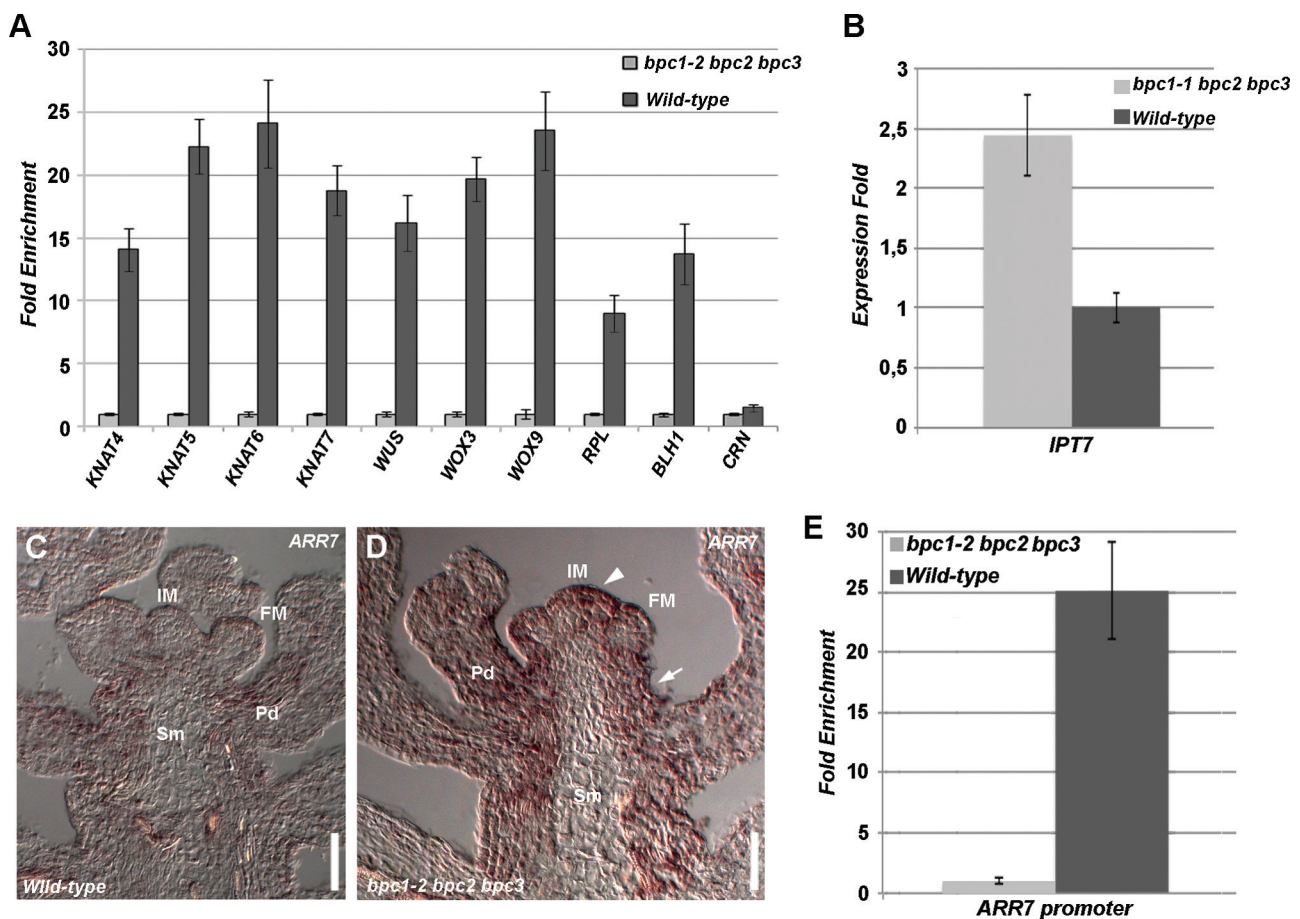 A
Fold Enrichment
30
25
20
15
10
5
0
bpc1-2 bpc2 bpc3
Wild-type
KNAT4
KNAT5
KNAT6
KNAT7
WUS
WOX3
WOX9
RPL
BLH1
CRN
B
Expression Fold
3
2,5
2
1,5
1
0,5
0
bpc1-1 bpc2 bpc3
Wild-type
IPT7
C
ARR7
IM
FM
Pd
Sm
Wild-type
D
ARR7
IM
FM
Pd
Sm
bpc1-2 bpc2 bpc3
E
Fold Enrichment
30
25
20
15
10
5
0
bpc1-2 bpc2 bpc3
Wild-type
ARR7 promoter